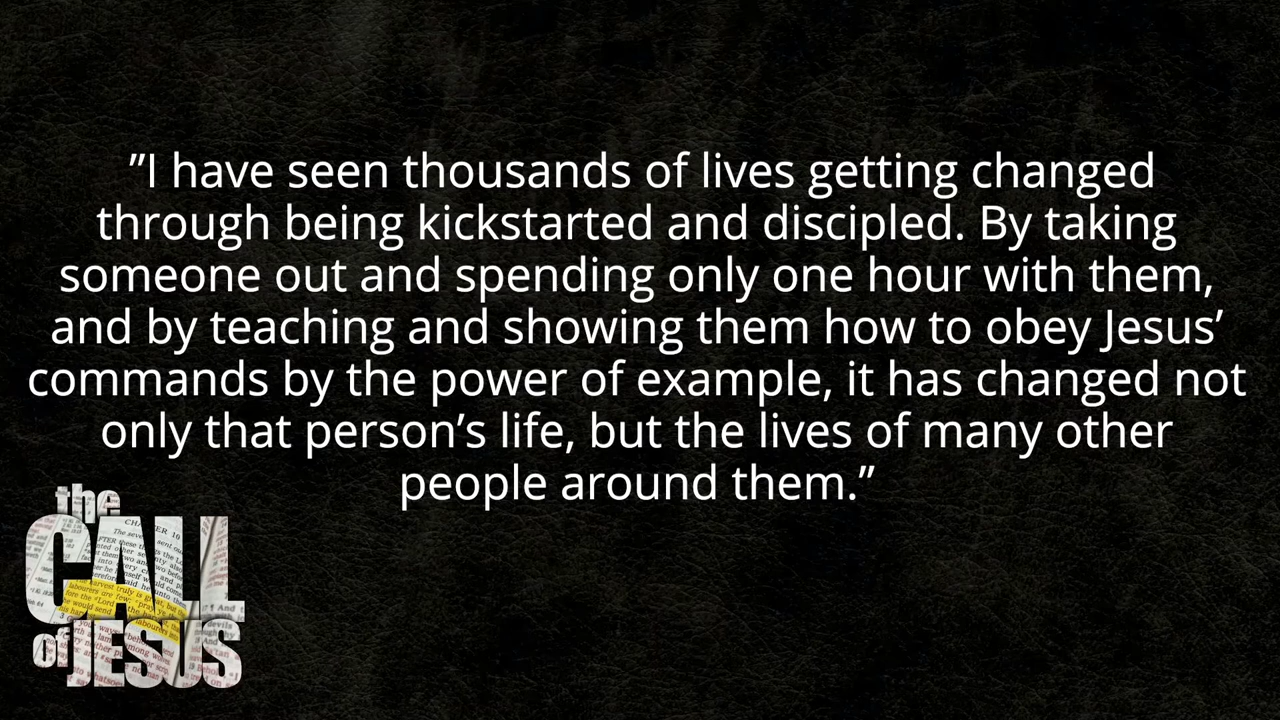 ”I have seen thousands of lives getting changed
through being kickstarted and discipled. By taking
someone out and spending only one hour with them,
and by teaching and showing them how to obey Jesus’
commands by the power of example, it has changed not
only that person’s life, but the lives of many other
people around them.”
the
CALL
of JESUS